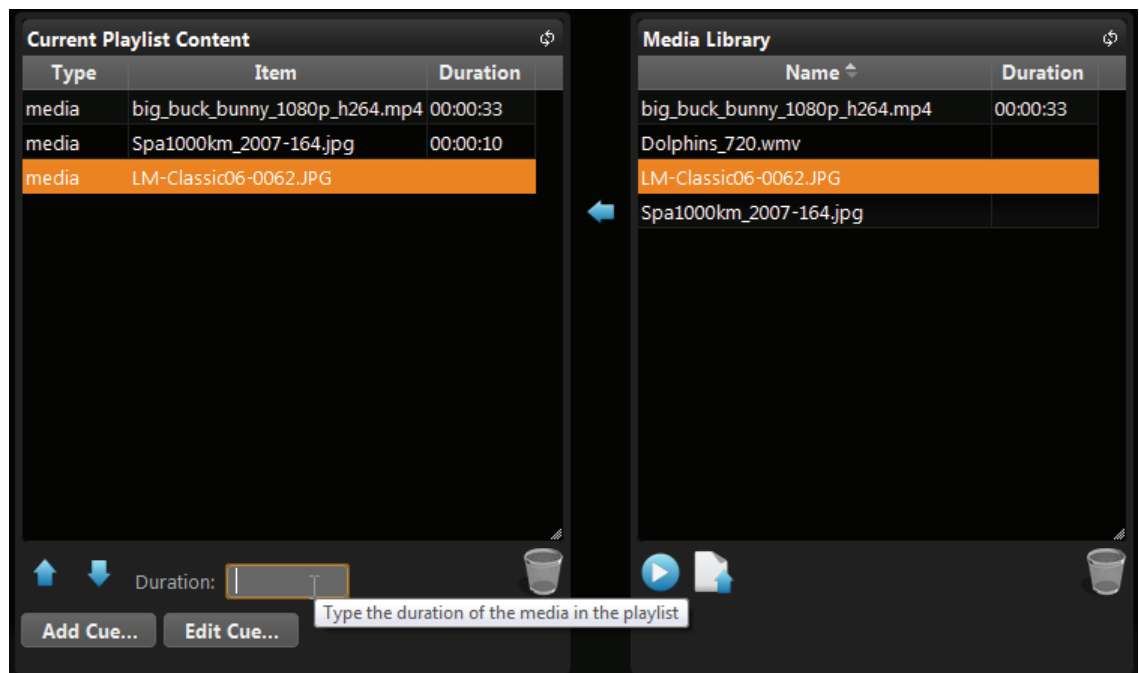 Current Playlist Content
Type Item Duration
media big_buck_bunny_1080p_h264.mp4 00:00:33
media Spa1000km_2007-164.jpg 00:00:10
media LM-Classic06-0062.JPG
Duration:
Add Cue... Edit Cue...
Media Library
Name Duration
big_buck_bunny_1080p_h264.mp4 00:00:33
Dolphins_720.wmv
LM-Classic06-0062.JPG
Spa1000km_2007-164.jpg
Type the duration of the media in the playlist